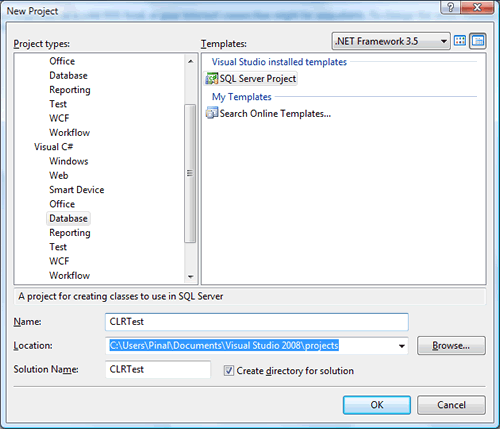 New Project
Project types:
Templates:
.NET Framework 3.5
Office
Database
Reporting
Test
WCF
Workflow
Visual C#
Windows
Web
Smart Device
Office
Database
Reporting
Test
WCF
Workflow
Visual Studio installed templates
SQL Server Project
My Templates
Search Online Templates...
A project for creating classes to use in SQL Server
Name:
CLRTest
Location:
C:\Users\Pinal\Documents\Visual Studio 2008\projects
Browse...
Solution Name:
CLRTest
Create directory for solution
OK
Cancel